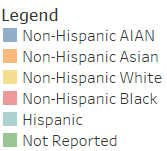 Legend
Non-Hispanic AIAN
Non-Hispanic Asian
Non-Hispanic White
Non-Hispanic Black
Hispanic
Not Reported